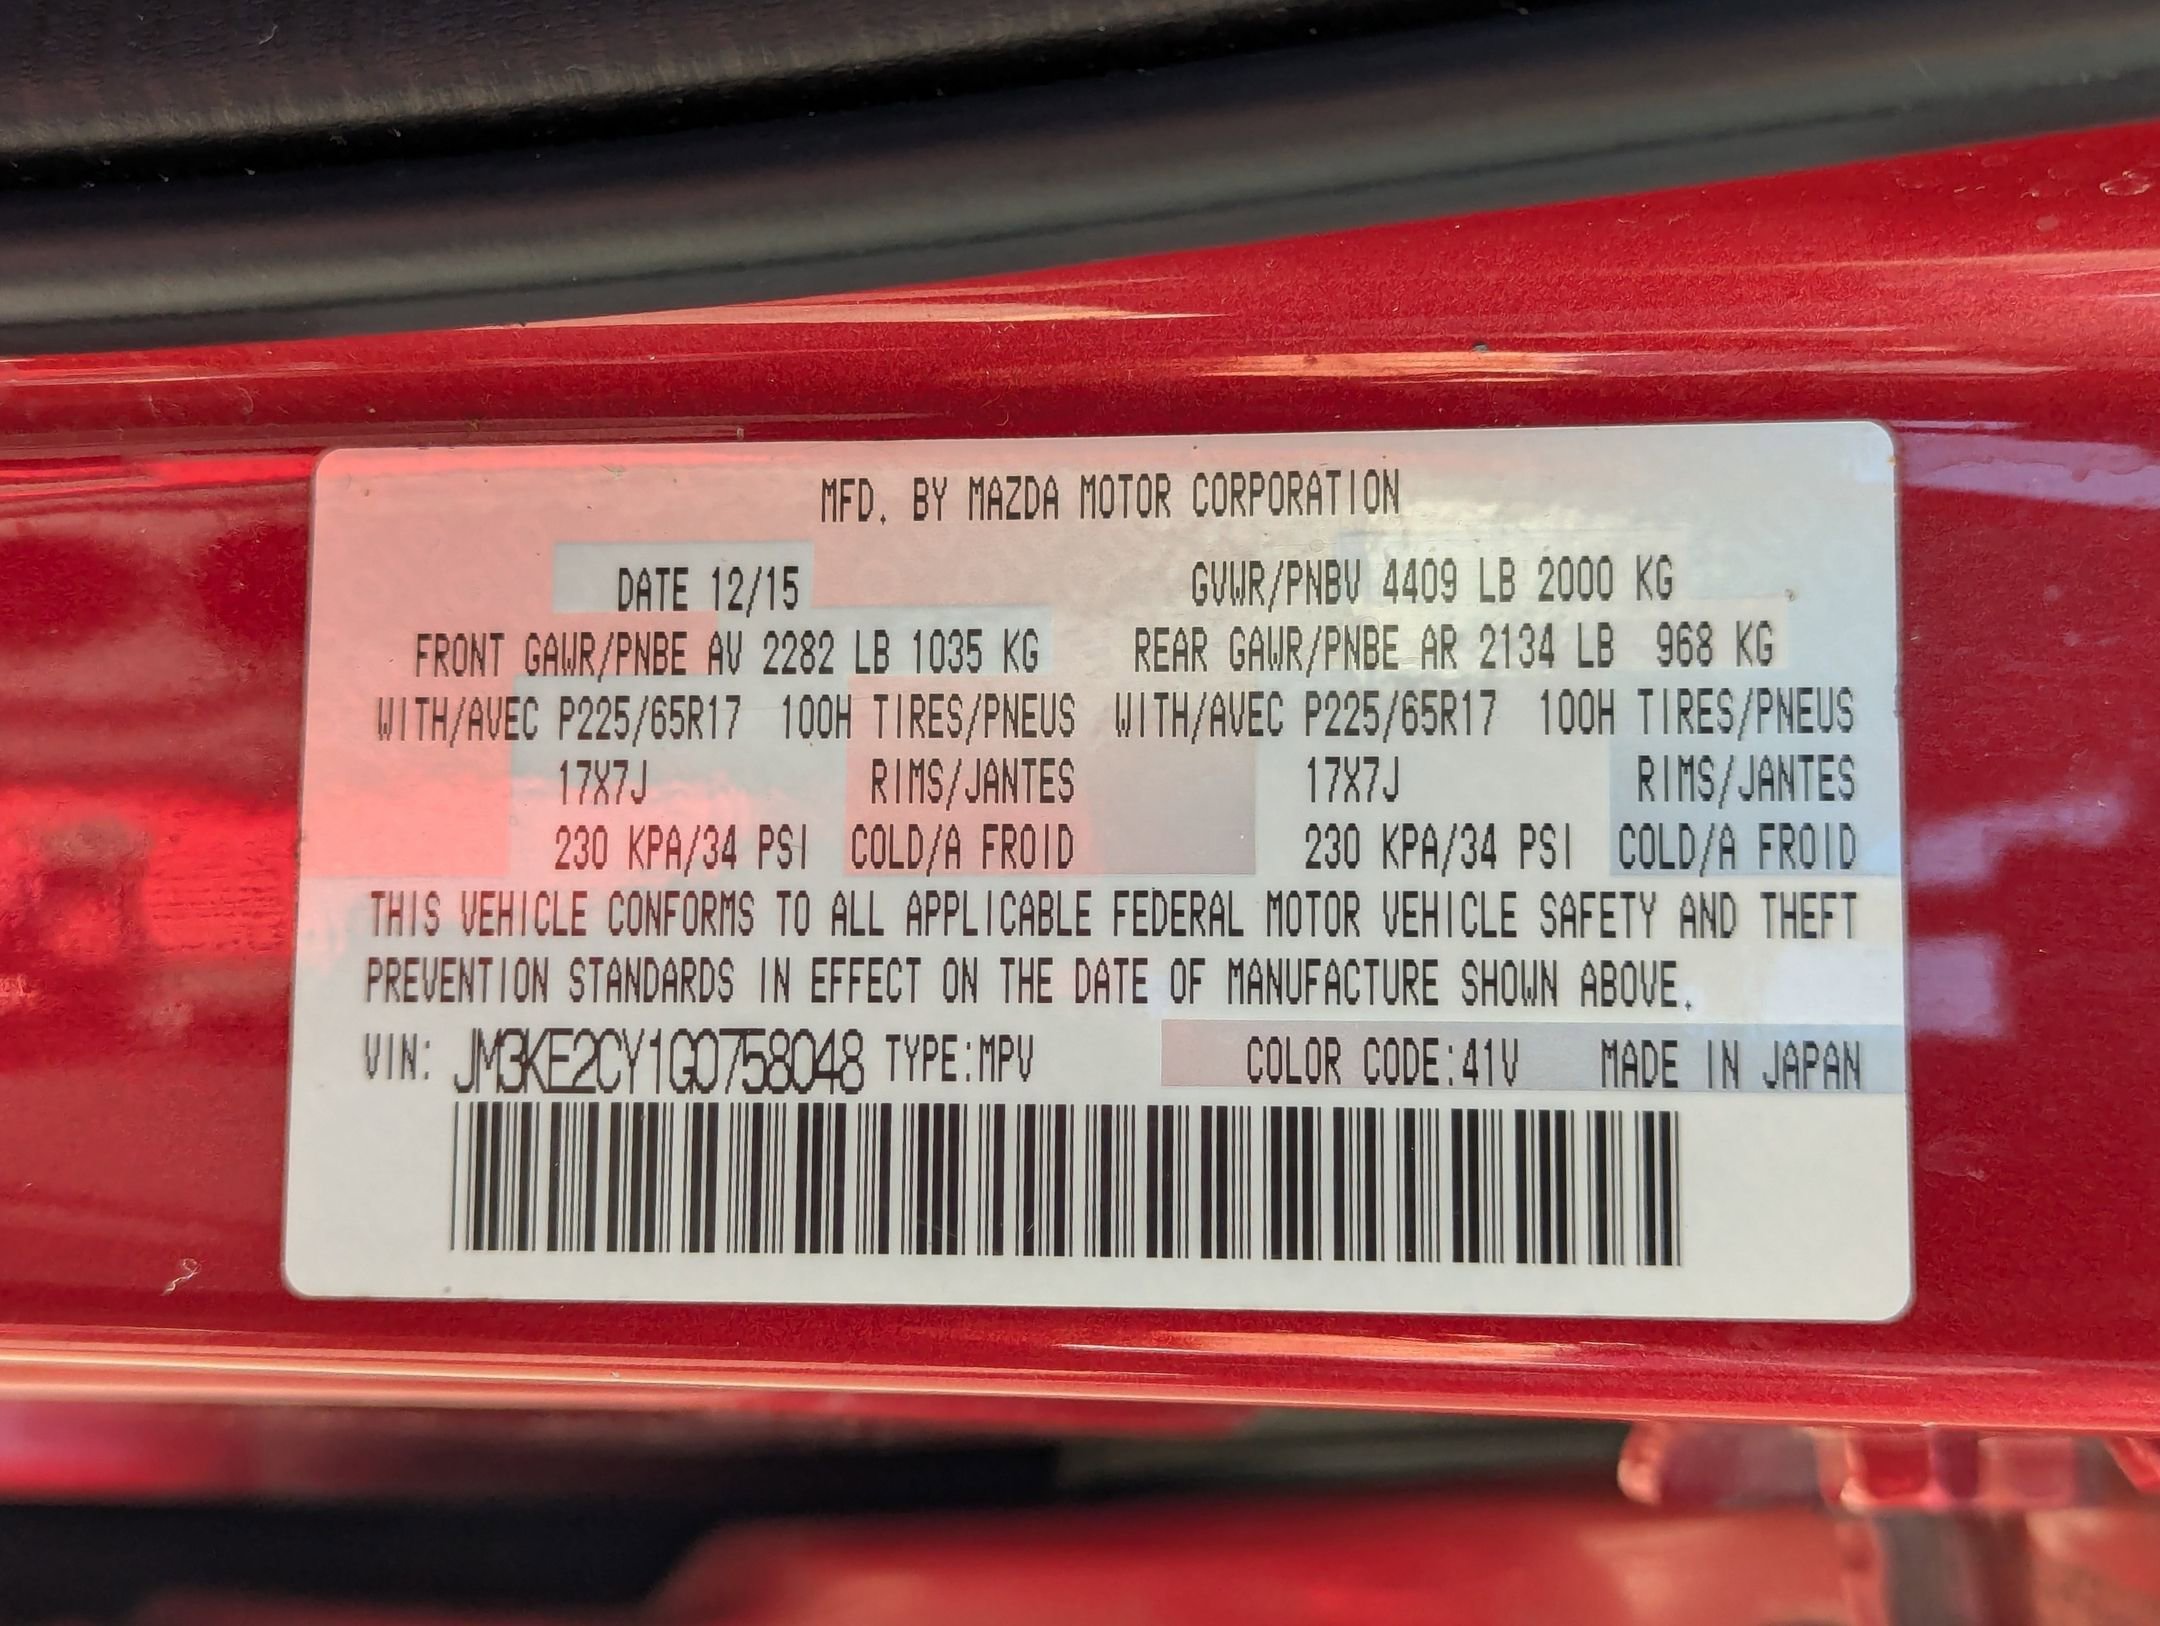 MFD. BY MAZDA MOTOR CORPORATION
DATE 12/15 GVWR/PNBV 4409 LB 2000 KG
FRONT GAWR/PNBE AV 2282 LB 1035 KG REAR GAWR/PNBE AR 2134 LB 968 KG
WITH/AVEC P225/65R17 100H TIRES/PNEUS WITH/AVEC P225/65R17 100H TIRES/PNEUS
17X7J RIMS/JANTES 17X7J RIMS/JANTES
230 KPA/34 PSI COLD/A FROID 230 KPA/34 PSI COLD/A FROID
THIS VEHICLE CONFORMS TO ALL APPLICABLE FEDERAL MOTOR VEHICLE SAFETY AND THEFT
PREVENTION STANDARDS IN EFFECT ON THE DATE OF MANUFACTURE SHOWN ABOVE.
VIN: JM3KE2CY1G0758048 TYPE:MPV COLOR CODE:41V MADE IN JAPAN